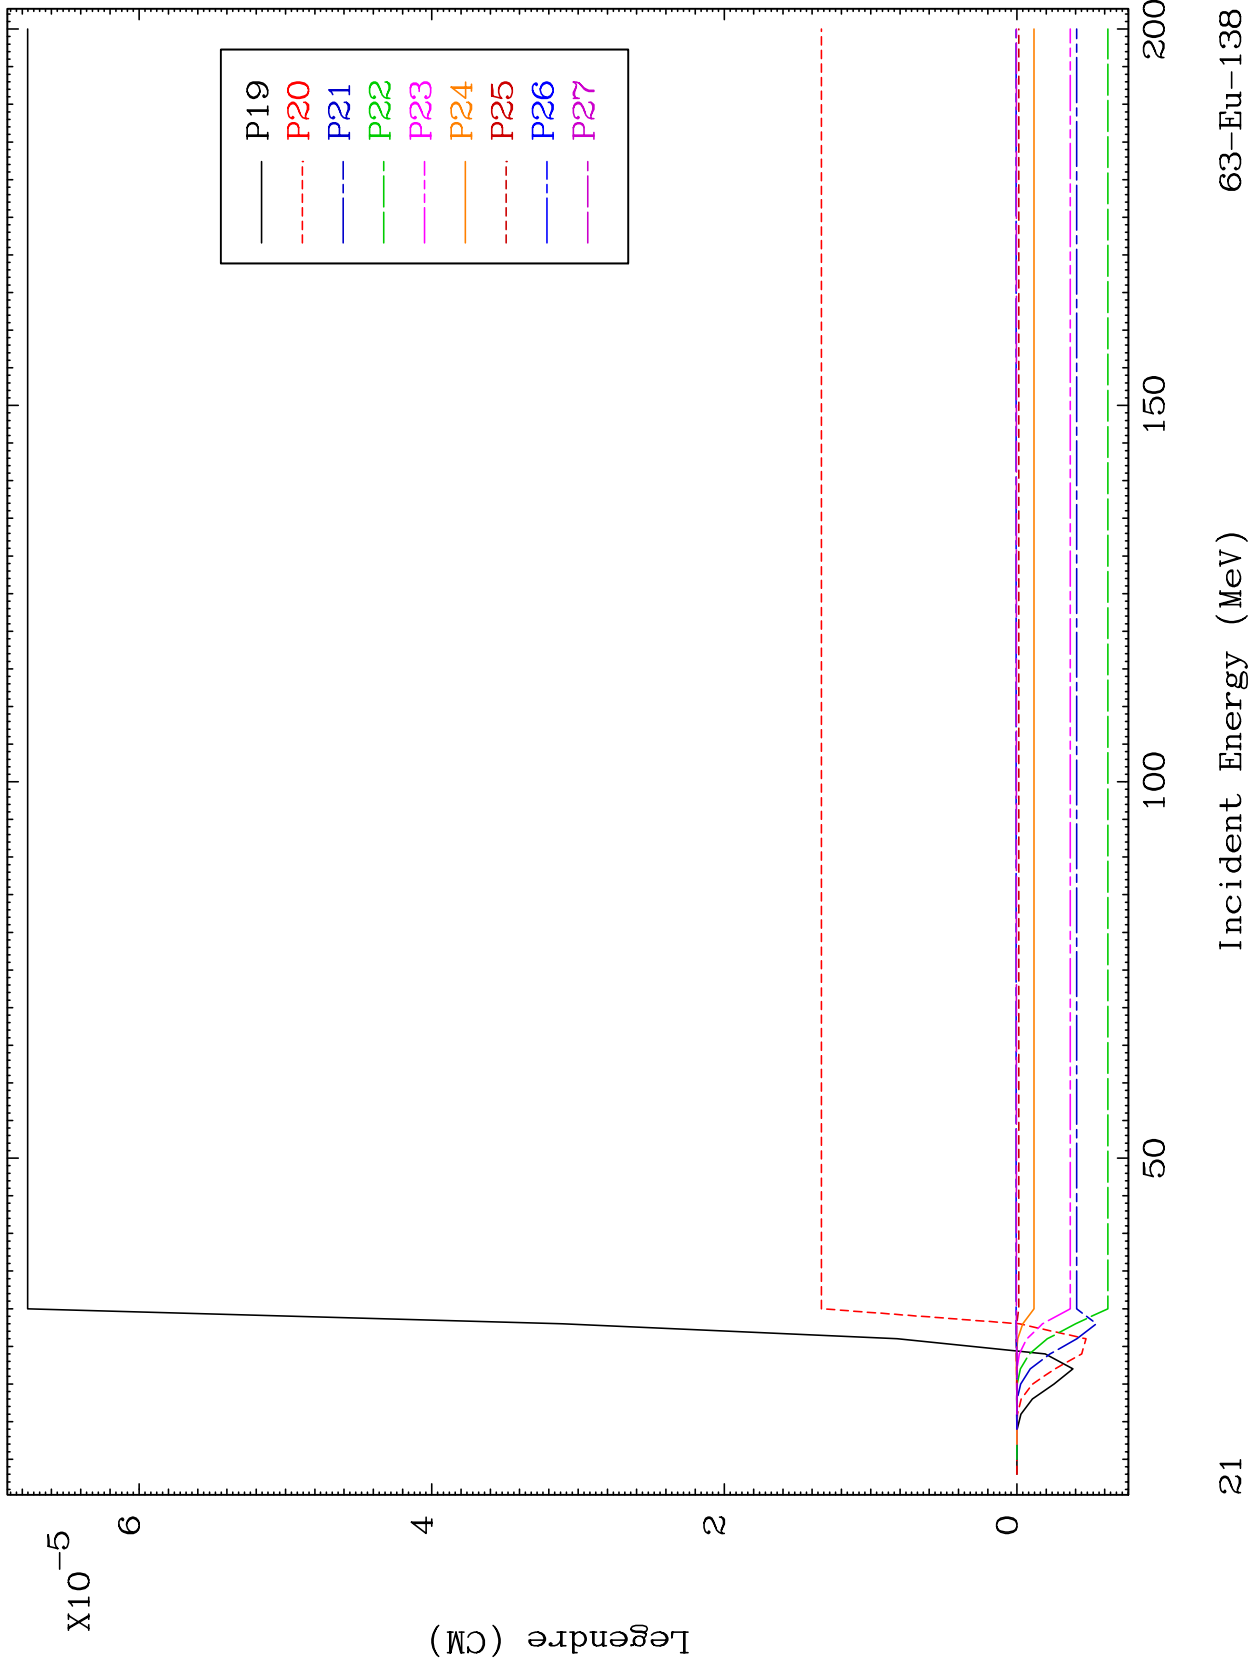 X10-5
6
4
2
0
Legendre (CM)
P19
P20
P21
P22
P23
P24
P25
P26
P27
50
100
150
200
Incident Energy (MeV)
21
63-Eu-138